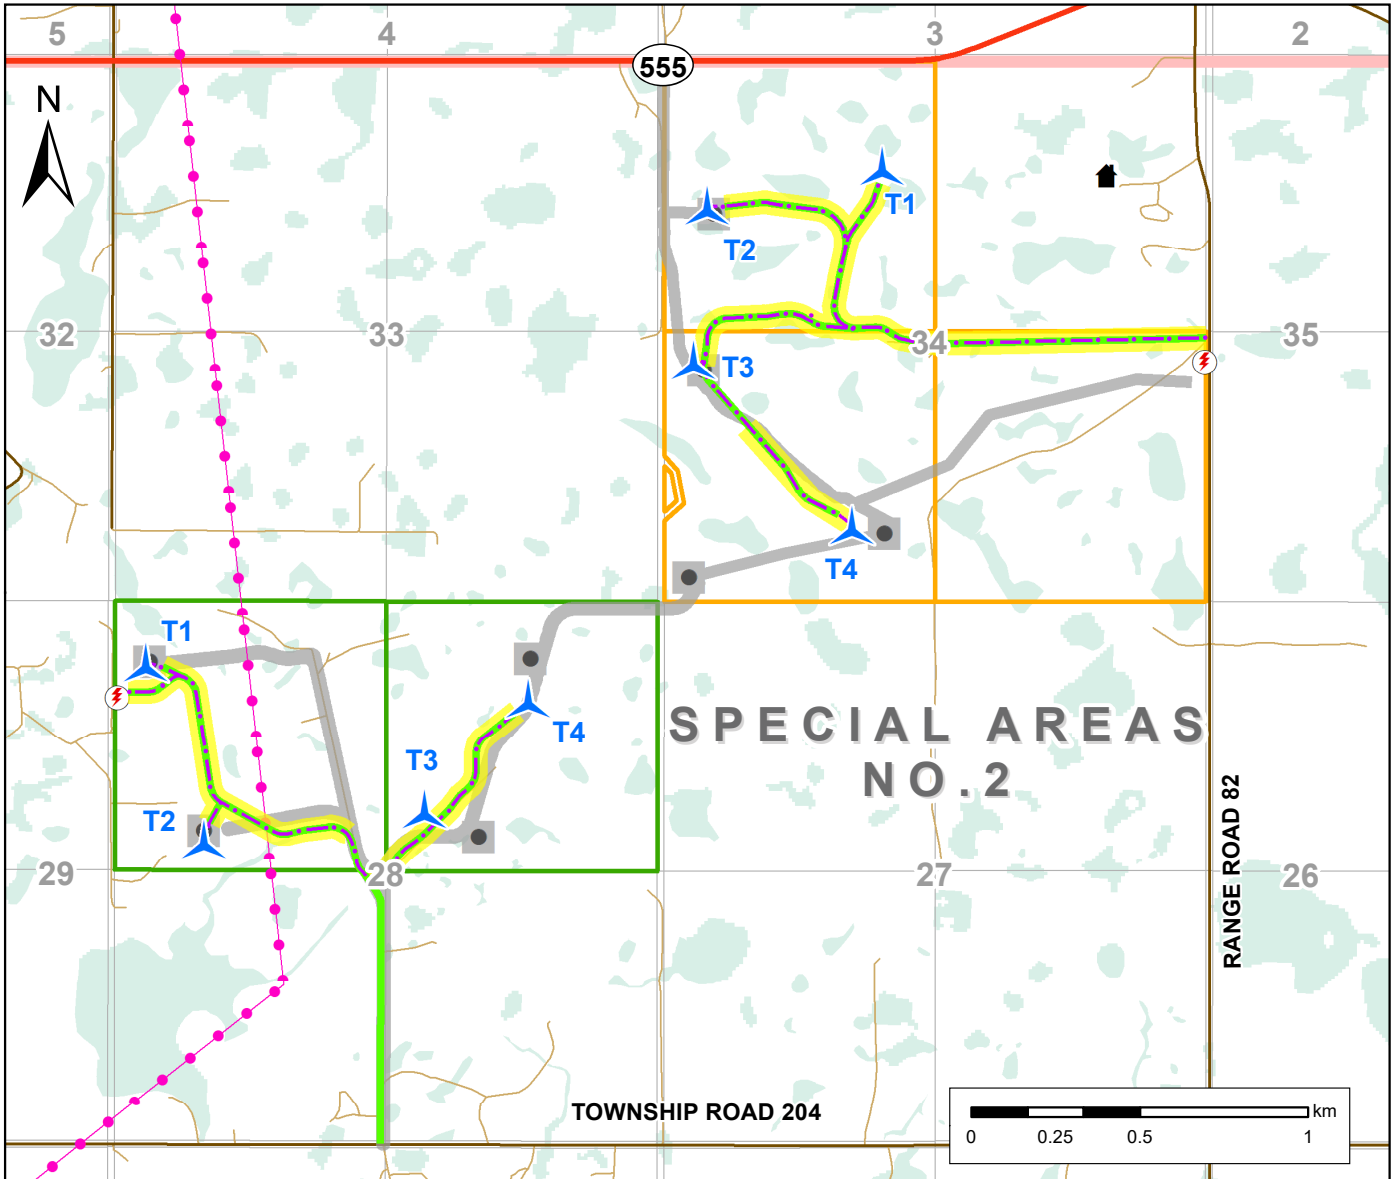 5 4 3 2
555
N
T1
T2
32 33 34 35
T3
T4
T1
T4
SPECIAL AREAS
NO.2
T3
T2
RANGE ROAD 82
29 28 27 26
TOWNSHIP ROAD 204
km
0 0.25 0.5 1